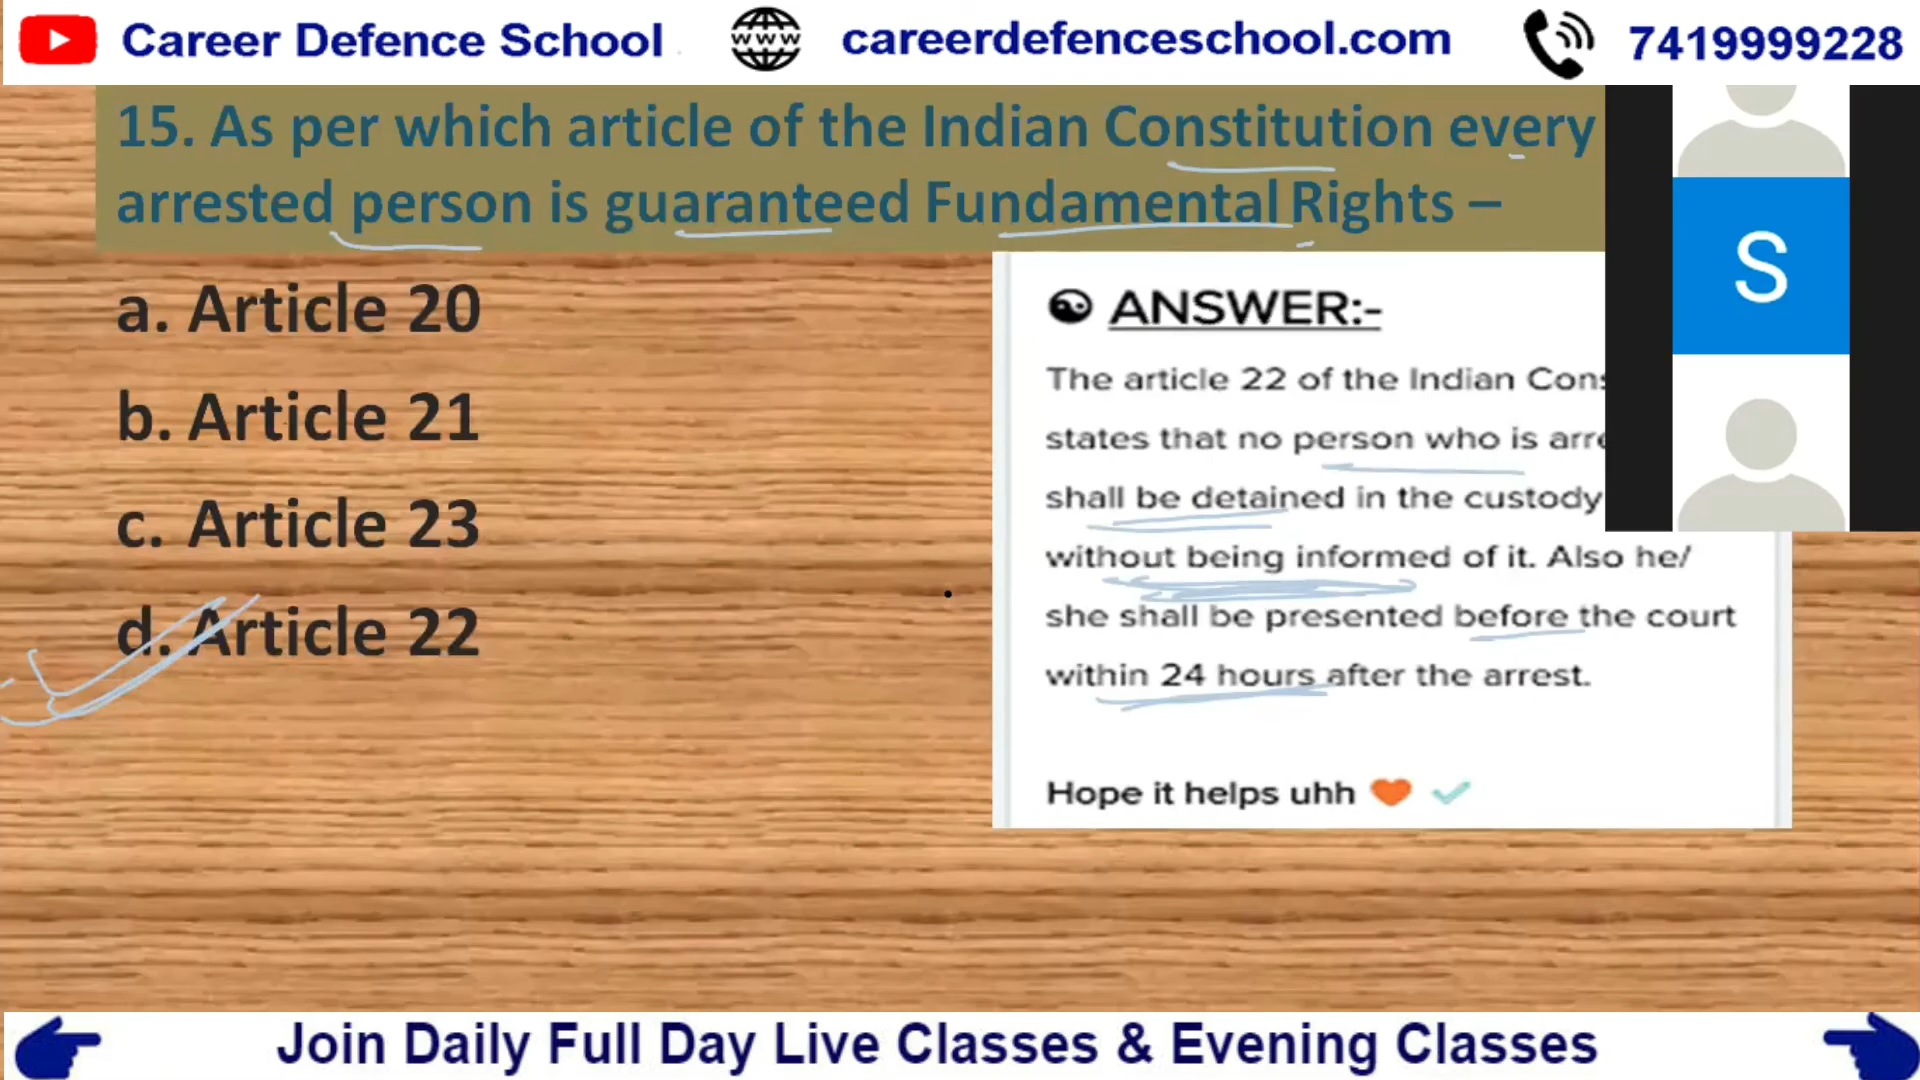 Career Defence School
WWW
careerdefenceschool.com
7419999228
15. As per which article of the Indian Constitution every
arrested person is guaranteed Fundamental Rights –
a. Article 20
b. Article 21
c. Article 23
d. Article 22
S
ANSWER:-
The article 22 of the Indian
states that no person who is
shall be detained in the custody
without being informed of it. Also he/
she shall be presented before the court
within 24 hours after the arrest.
Hope it helps uhh
Join Daily Full Day Live Classes & Evening Classes